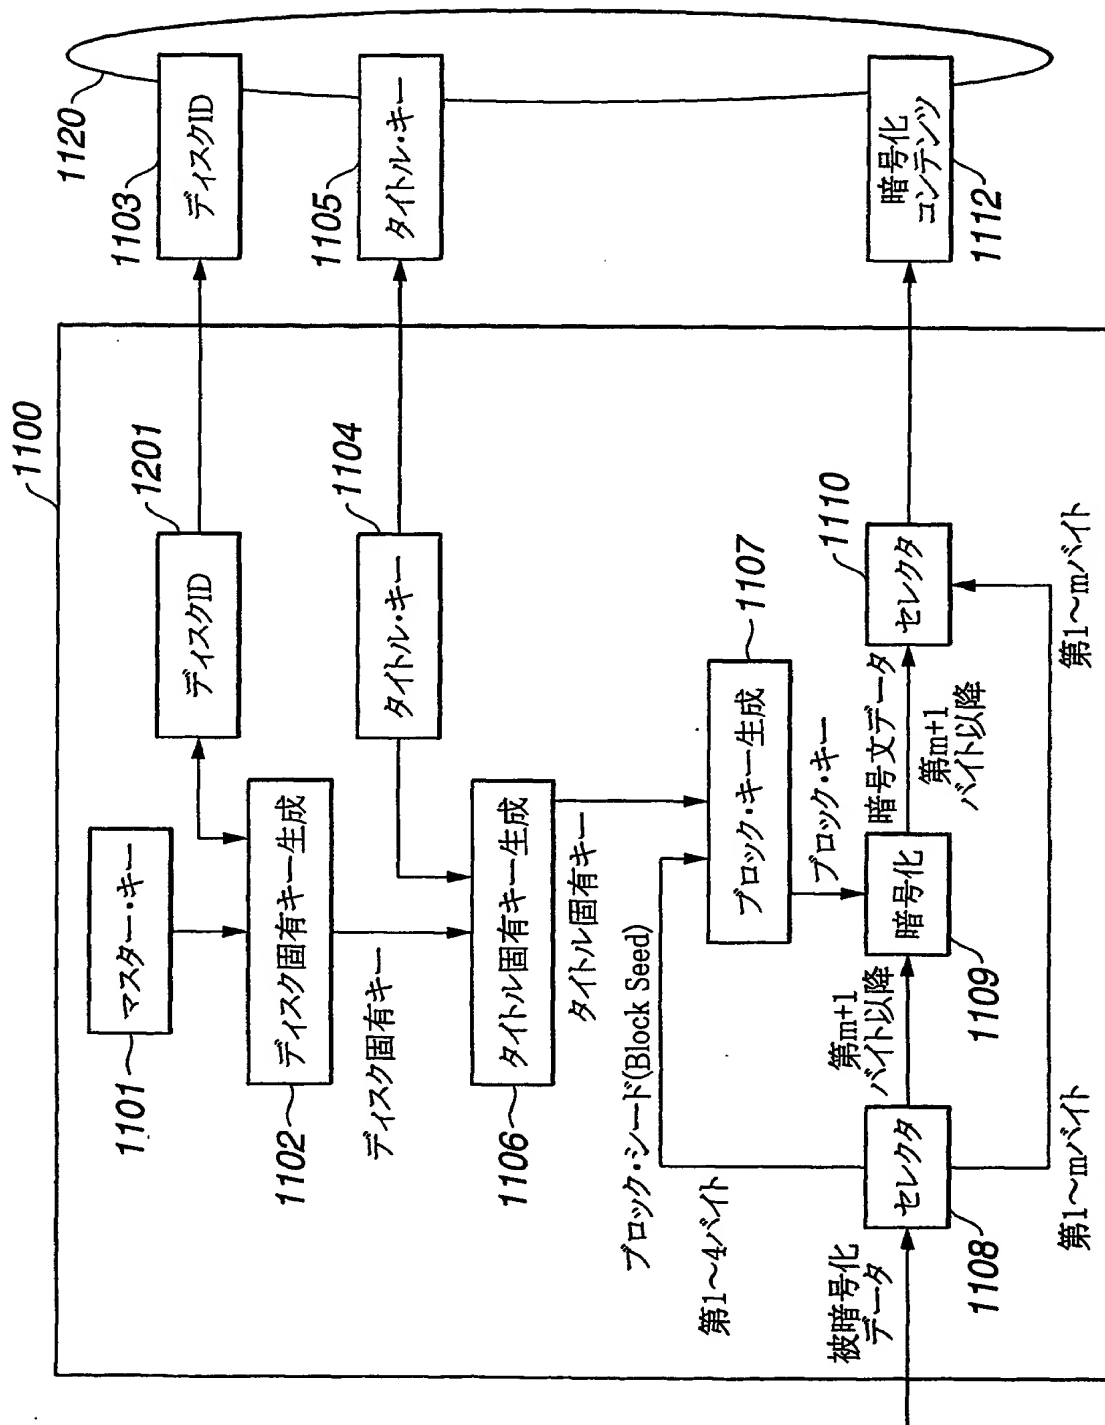 1100
1120
1101
マスター・キー
1201
ディスクID
1103
ディスクID
1102
ディスク固有キー生成
ディスク固有キー
1104
タイトル・キー
1105
タイトル・キー
1106
タイトル固有キー生成
タイトル固有キー
ブロック・シード(Block Seed)
第1～4バイト
1107
ブロック・キー生成
ブロック・キー
被暗号化
データ
セレクタ
1108
第m+1
バイト以降
暗号化
1109
暗号文データ
第m+1
バイト以降
1110
セレクタ
暗号化
コンテンツ
1112
第1～mバイト
第1～mバイト